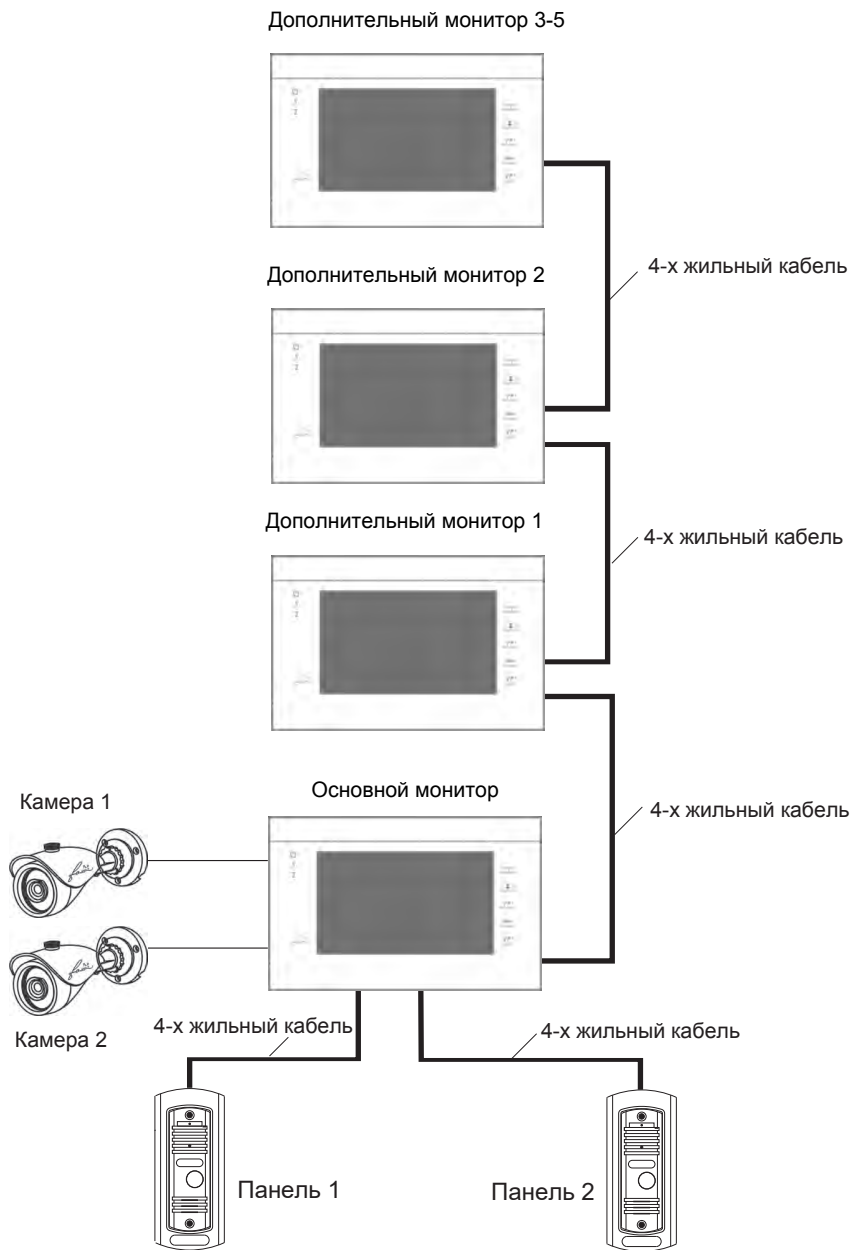 Дополнительный монитор 3-5
4-х жильный кабель
Дополнительный монитор 2
4-х жильный кабель
Дополнительный монитор 1
4-х жильный кабель
Основной монитор
Камера 1
Камера 2
4-х жильный кабель
4-х жильный кабель
Панель 1
Панель 2